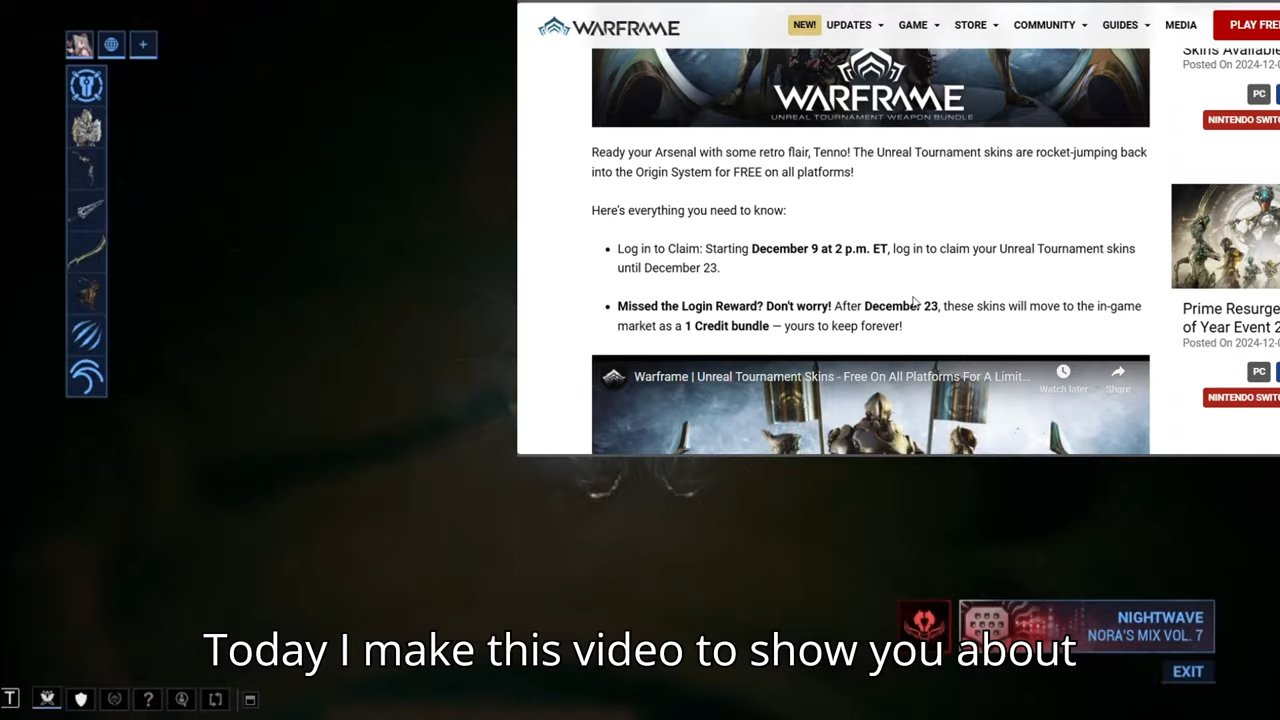 WARFRAME
NEW! UPDATES GAME STORE COMMUNITY GUIDES MEDIA
PLAY FREE
Skins Available
Posted On 2024-12-0
PC
NINTENDO SWIT
WARFRAME
UNREAL TOURNAMENT WEAPON BUNDLE
Ready your Arsenal with some retro flair, Tenno! The Unreal Tournament skins are rocket-jumping back
into the Origin System for FREE on all platforms!
Here's everything you need to know:
• Log in to Claim: Starting December 9 at 2 p.m. ET, log in to claim your Unreal Tournament skins
until December 23.
• Missed the Login Reward? Don't worry! After December 23, these skins will move to the in-game
market as a 1 Credit bundle — yours to keep forever!
Warframe | Unreal Tournament Skins - Free On All Platforms For A Limit...
Watch later
Share
Prime Resurge
of Year Event 2
Posted On 2024-12-0
PC
NINTENDO SWIT
NIGHTWAVE
NORA'S MIX VOL. 7
EXIT
Today I make this video to show you about
T
?